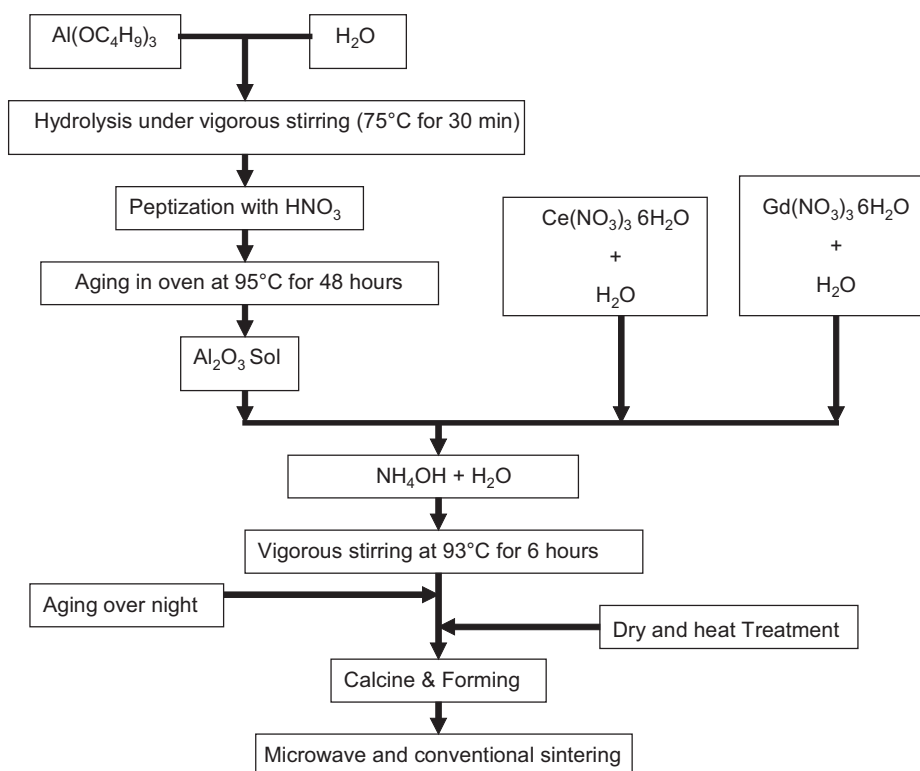 Al(OC4H9)3
H2O
Hydrolysis under vigorous stirring (75°C for 30 min)
Peptization with HNO3
Aging in oven at 95°C for 48 hours
Al2O3 Sol
Ce(NO3)3 6H2O
+
H2O
Gd(NO3)3 6H2O
+
H2O
NH4OH + H2O
Vigorous stirring at 93°C for 6 hours
Aging over night
Dry and heat Treatment
Calcine & Forming
Microwave and conventional sintering